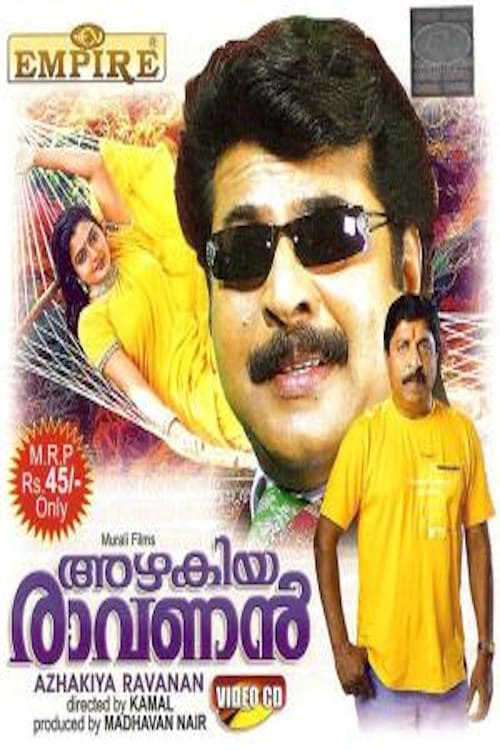 EMPIRE®
M.R.P
Rs.45/-
Only
Murali Films
അഴകിയ
രാവണൻ
AZHAKIYA RAVANAN
directed by KAMAL
produced by MADHAVAN NAIR
VIDEO CD